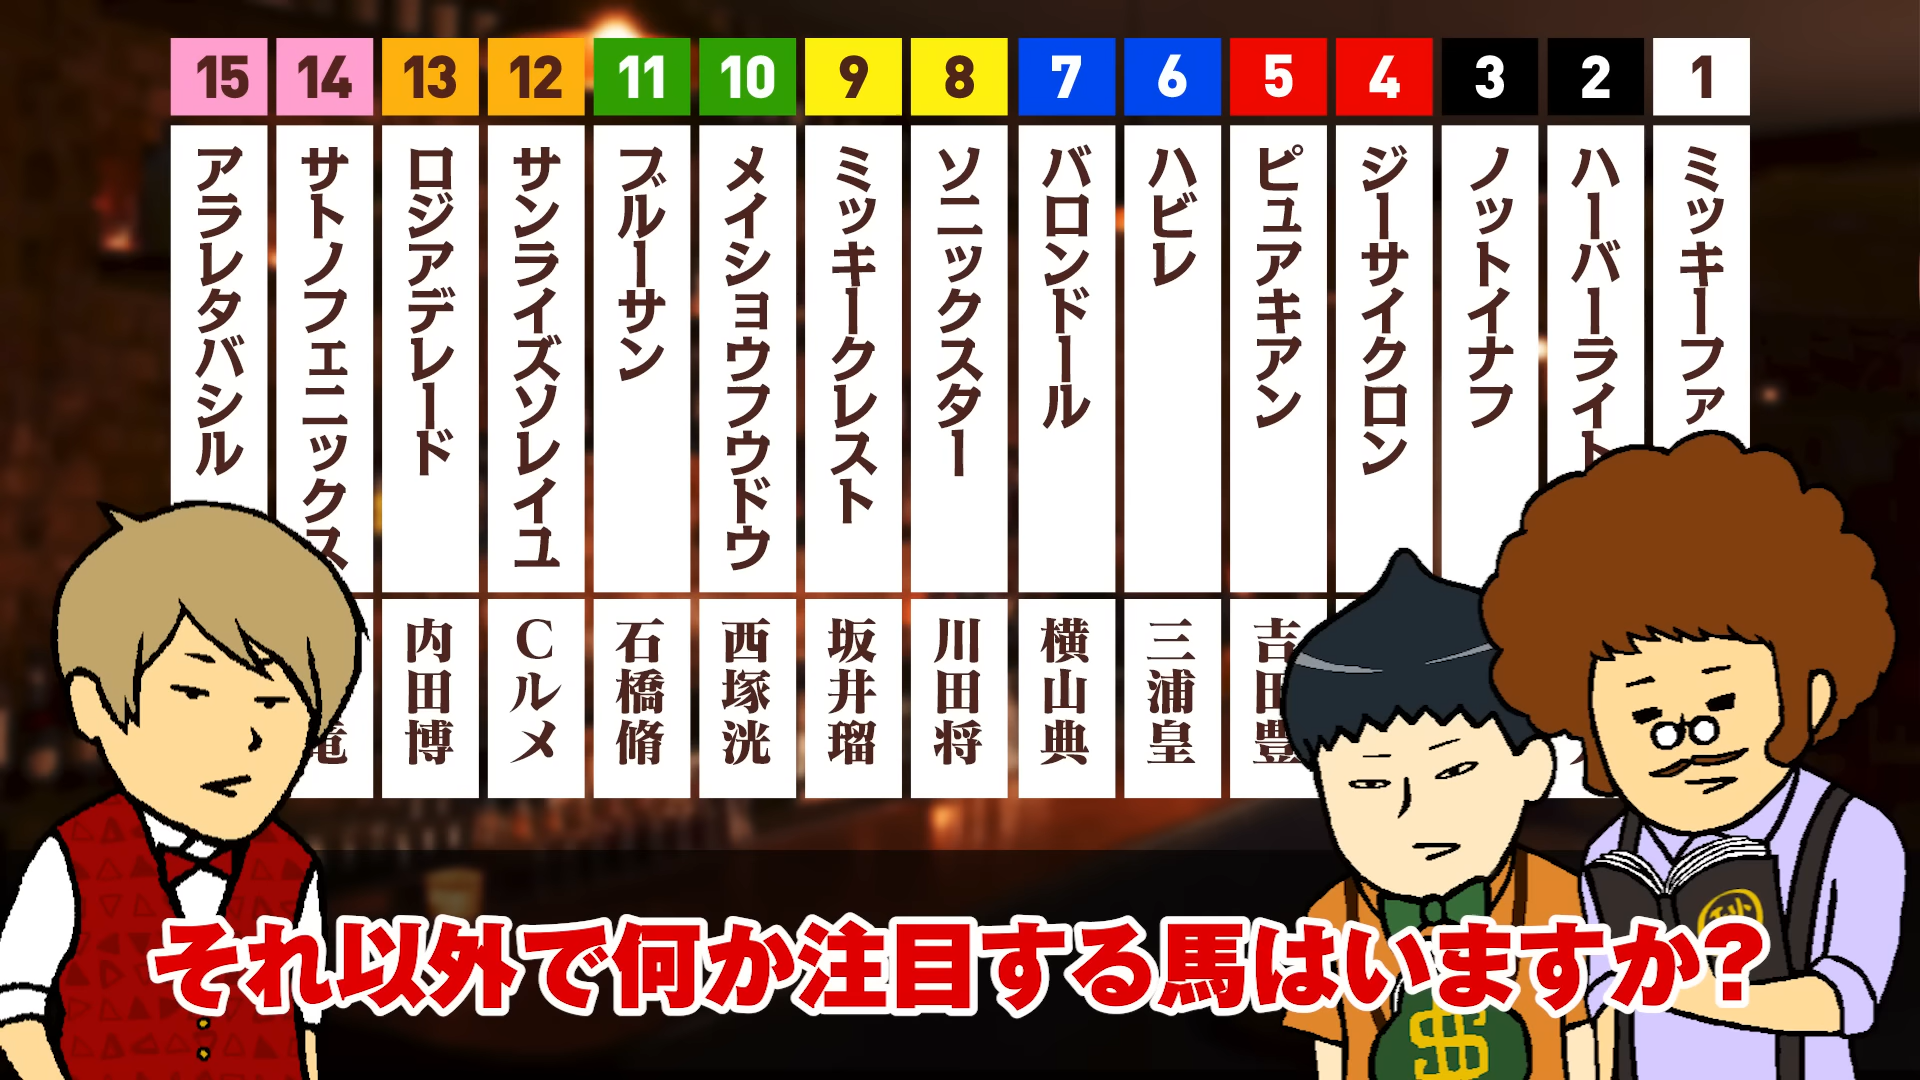 1
ミッキーファ
2
ハーバーライト
3
ノットイナフ
4
ジーサイクロン
5
ピュアキアン
吉田豊
6
ハビレ
三浦皇
7
バロンドール
横山典
8
ソニックスター
川田将
9
ミッキークレスト
坂井瑠
10
メイショウフウドウ
西塚洸
11
ブルーサン
石橋脩
12
サンライズソレイユ
Cルメ
13
ロジアデレード
内田博
14
サトノフェニックス
竜
15
アラレタバシル
それ以外で何か注目する馬はいますか?